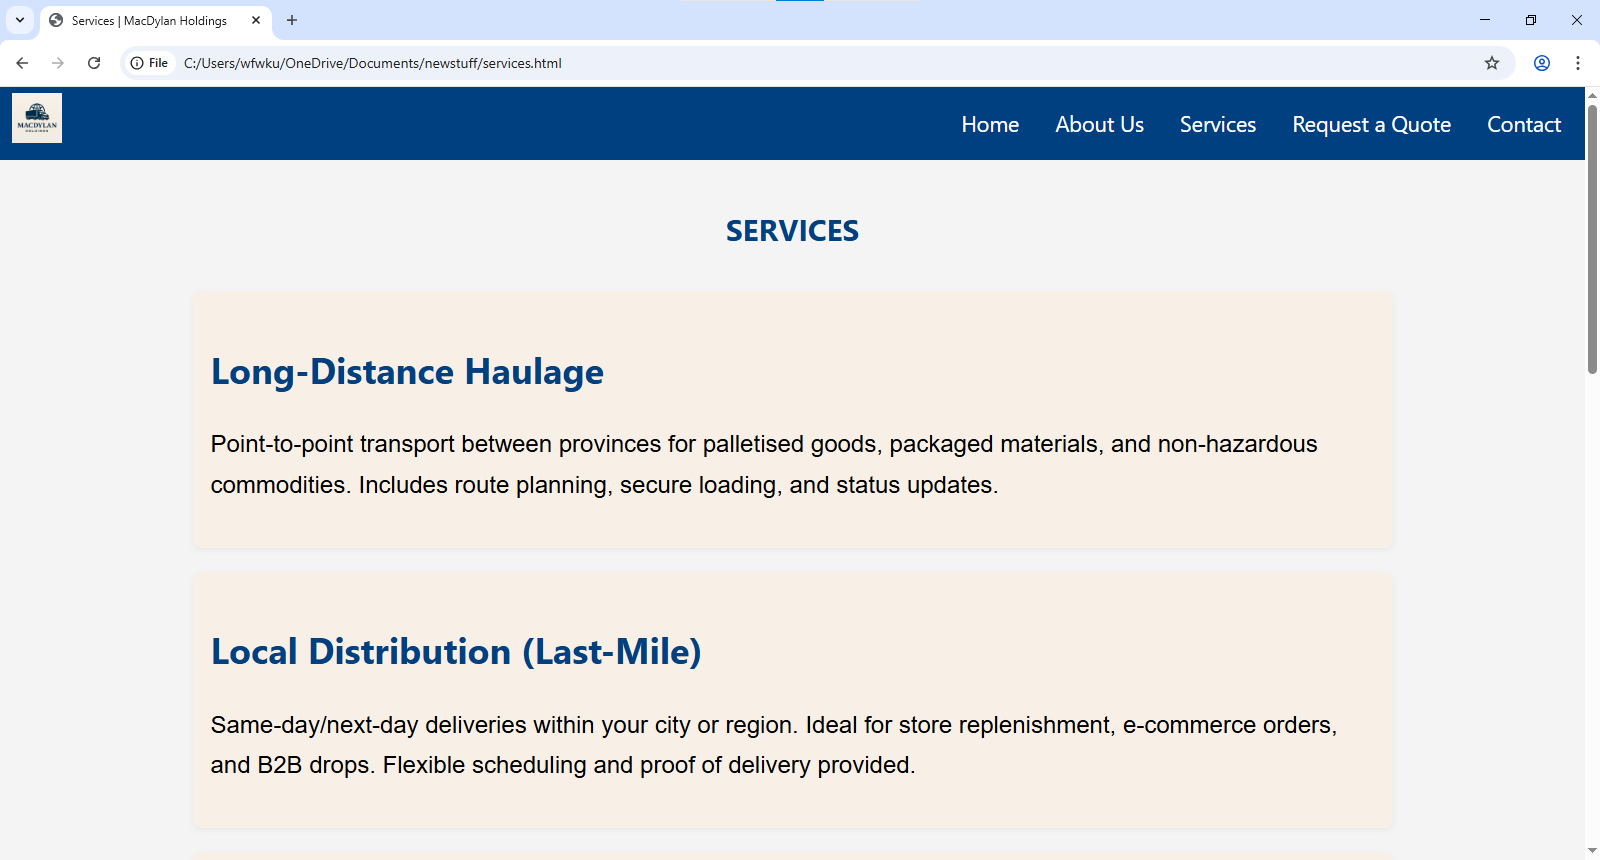 Services | MacDylan Holdings
File
C:/Users/wfwku/OneDrive/Documents/newstuff/services.html
MACDYLAN
HOLDINGS
Home
About Us
Services
Request a Quote
Contact
SERVICES
Long-Distance Haulage
Point-to-point transport between provinces for palletised goods, packaged materials, and non-hazardous
commodities. Includes route planning, secure loading, and status updates.
Local Distribution (Last-Mile)
Same-day/next-day deliveries within your city or region. Ideal for store replenishment, e-commerce orders,
and B2B drops. Flexible scheduling and proof of delivery provided.